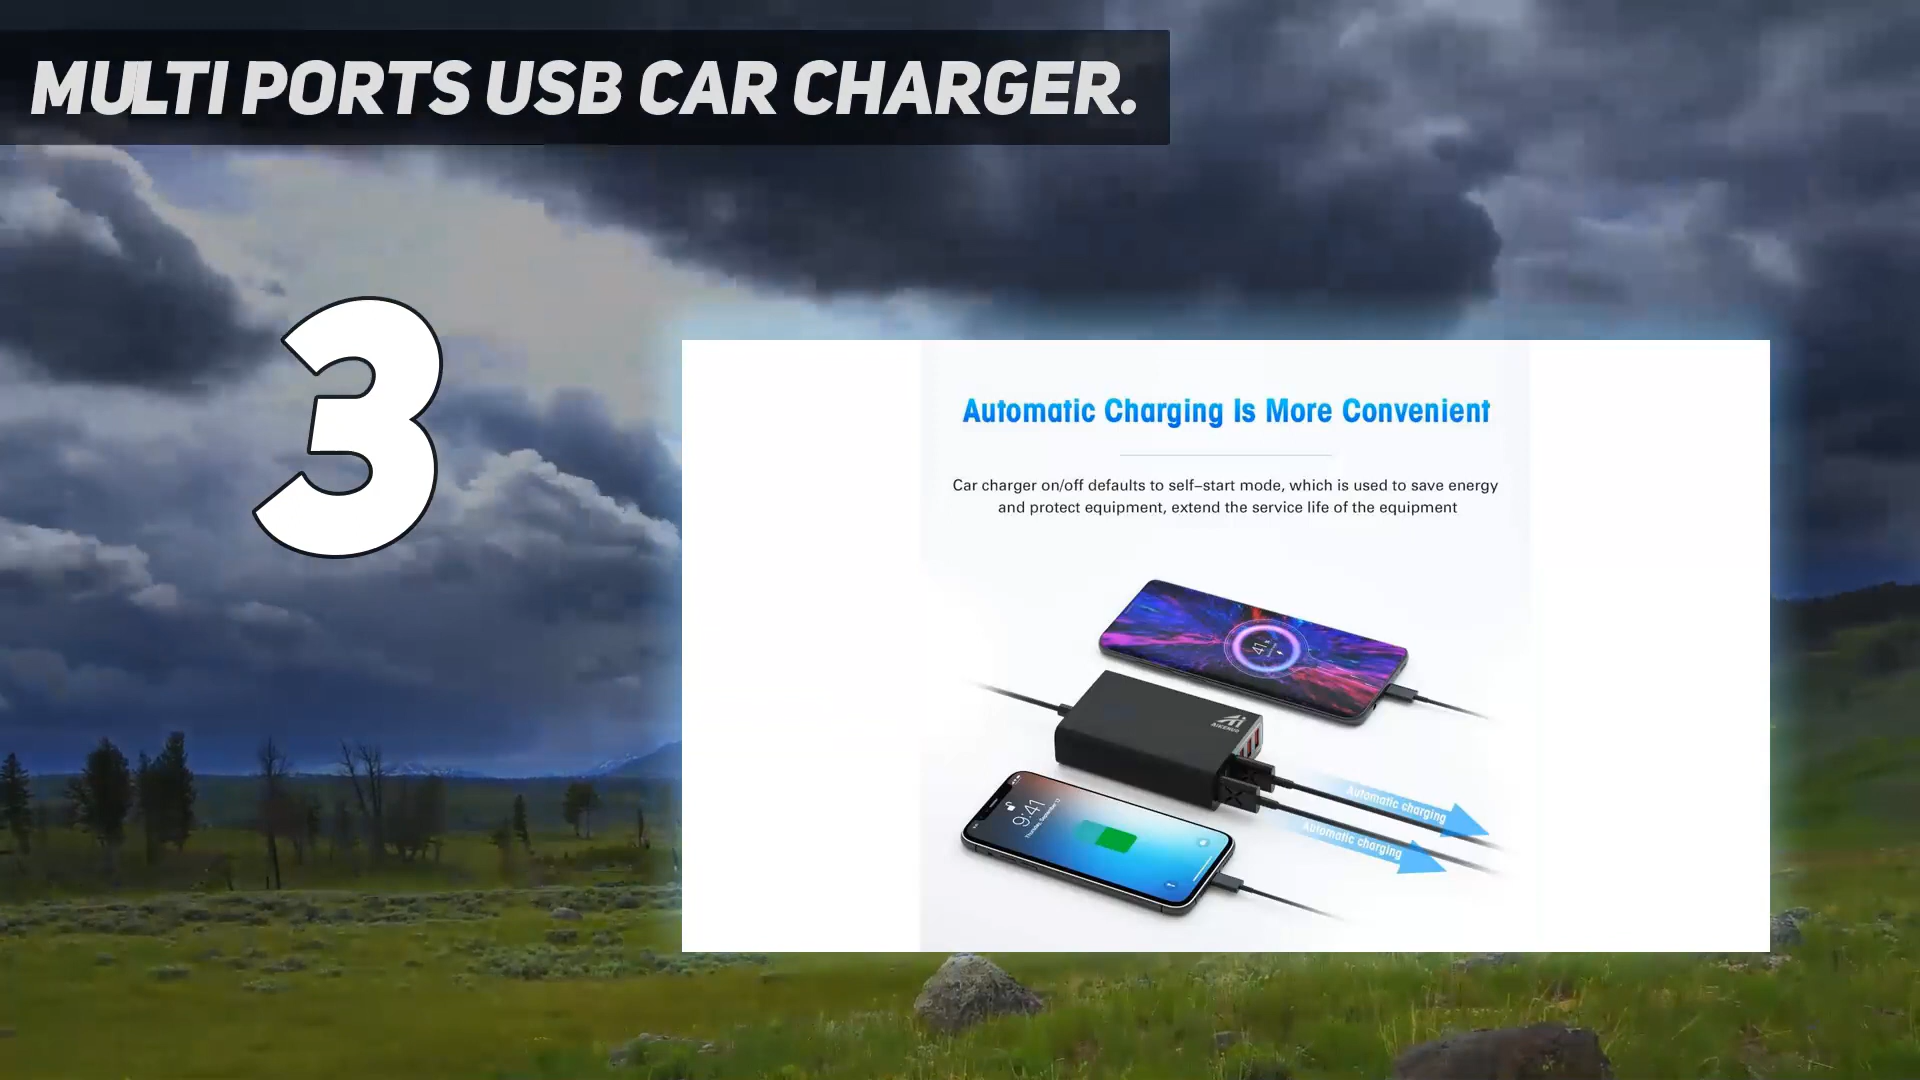 MULTI PORTS USB CAR CHARGER.
3
Automatic Charging Is More Convenient
Car charger on/off defaults to self-start mode, which is used to save energy
and protect equipment, extend the service life of the equipment
41
9:41
Automatic charging
Automatic charging